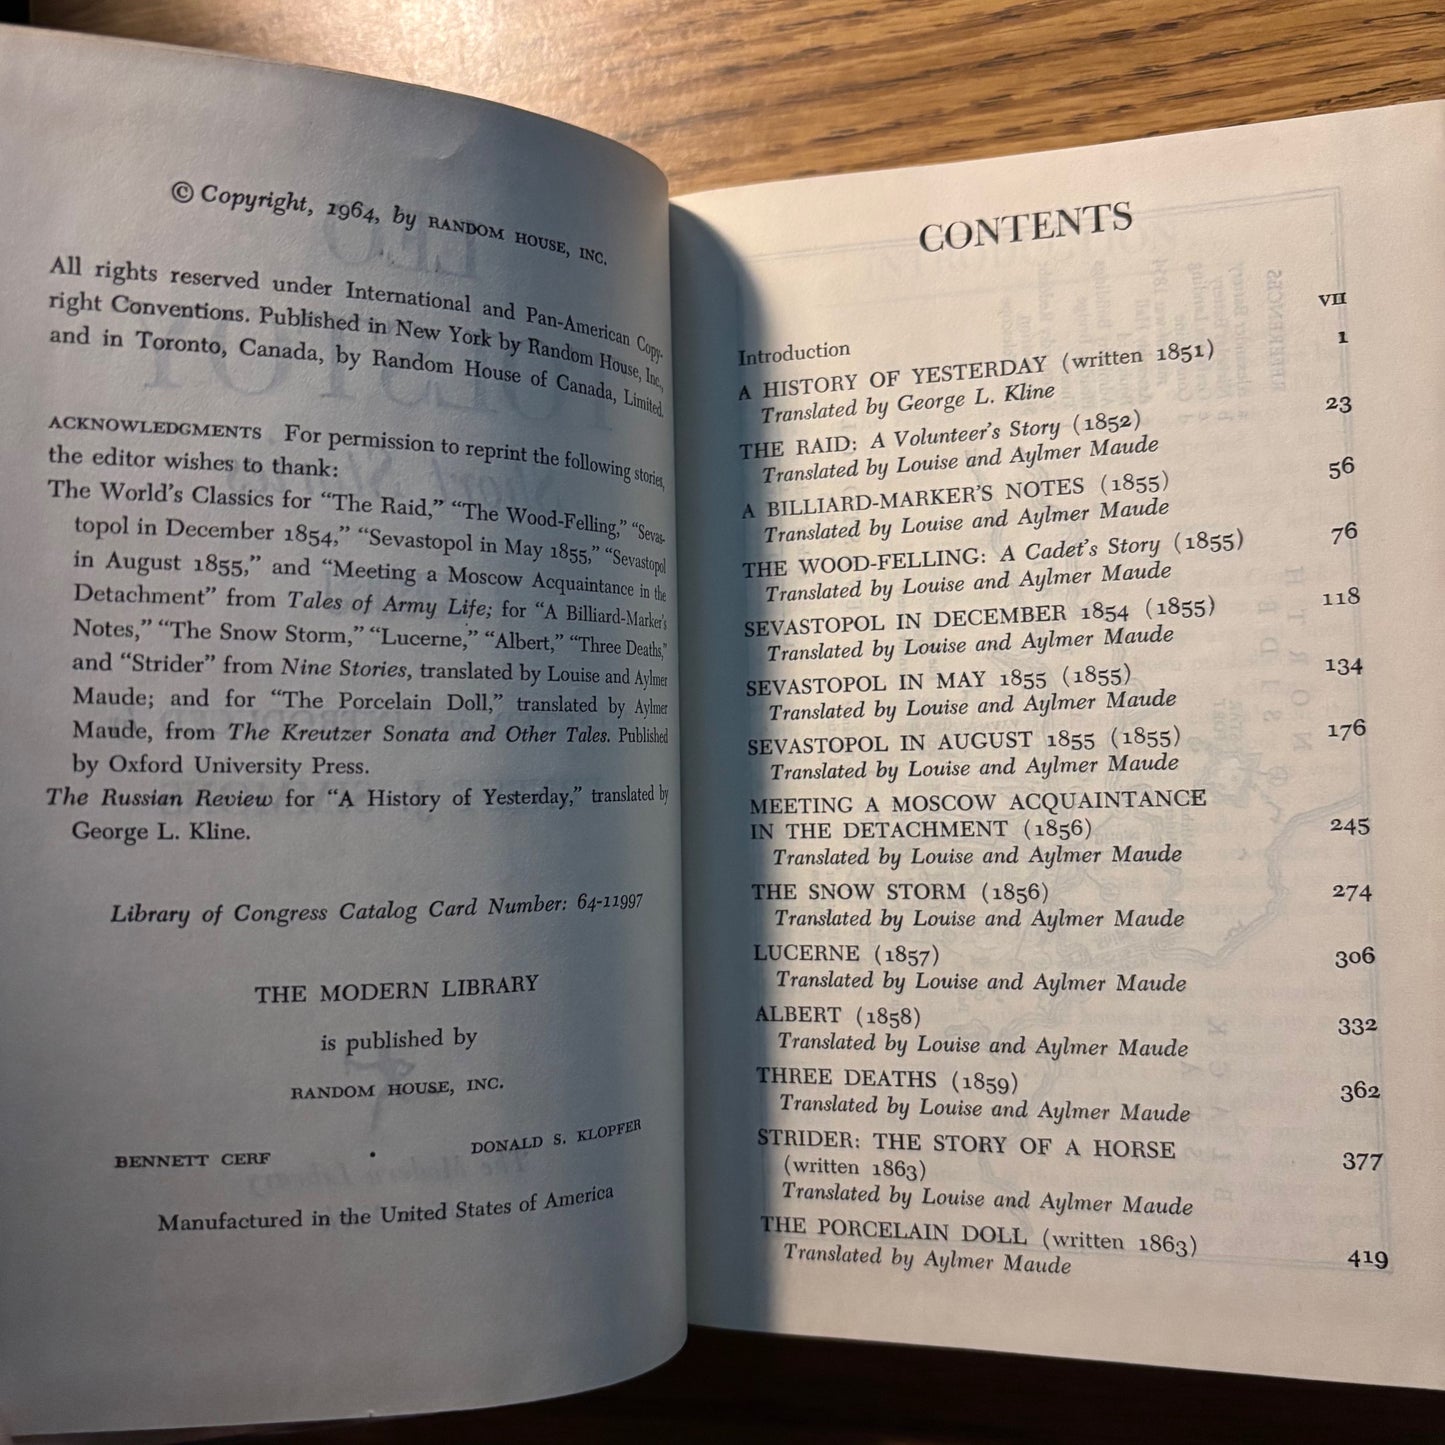 © Copyright, 1964, by RANDOM HOUSE, INC.
All rights reserved under International and Pan-American Copy-
right Conventions. Published in New York by Random House, Inc.,
and in Toronto, Canada, by Random House of Canada, Limited.
ACKNOWLEDGMENTS For permission to reprint the following stories,
the editor wishes to thank:
The World's Classics for “The Raid,” “The Wood-Felling,” “Sevas-
topol in December 1854,” “Sevastopol in May 1855,” “Sevastopol
in August 1855,” and “Meeting a Moscow Acquaintance in the
Detachment” from Tales of Army Life; for “A Billiard-Marker's
Notes,” “The Snow Storm,” “Lucerne,” “Albert,” “Three Deaths,”
and “Strider” from Nine Stories, translated by Louise and Aylmer
Maude; and for “The Porcelain Doll,” translated by Aylmer
Maude, from The Kreutzer Sonata and Other Tales. Published
by Oxford University Press.
The Russian Review for “A History of Yesterday,” translated by
George L. Kline.
Library of Congress Catalog Card Number: 64-11997
THE MODERN LIBRARY
is published by
RANDOM HOUSE, INC.
BENNETT CERF • DONALD S. KLOPFER
Manufactured in the United States of America
CONTENTS
Introduction VII
A HISTORY OF YESTERDAY (written 1851) 1
Translated by George L. Kline
THE RAID: A Volunteer's Story (1852) 23
Translated by Louise and Aylmer Maude
A BILLIARD-MARKER'S NOTES (1855) 56
Translated by Louise and Aylmer Maude
THE WOOD-FELLING: A Cadet's Story (1855) 76
Translated by Louise and Aylmer Maude
SEVASTOPOL IN DECEMBER 1854 (1855) 118
Translated by Louise and Aylmer Maude
SEVASTOPOL IN MAY 1855 (1855) 134
Translated by Louise and Aylmer Maude
SEVASTOPOL IN AUGUST 1855 (1855) 176
Translated by Louise and Aylmer Maude
MEETING A MOSCOW ACQUAINTANCE
IN THE DETACHMENT (1856) 245
Translated by Louise and Aylmer Maude
THE SNOW STORM (1856) 274
Translated by Louise and Aylmer Maude
LUCERNE (1857) 306
Translated by Louise and Aylmer Maude
ALBERT (1858) 332
Translated by Louise and Aylmer Maude
THREE DEATHS (1859) 362
Translated by Louise and Aylmer Maude
STRIDER: THE STORY OF A HORSE
(written 1863) 377
Translated by Louise and Aylmer Maude
THE PORCELAIN DOLL (written 1863) 419
Translated by Aylmer Maude